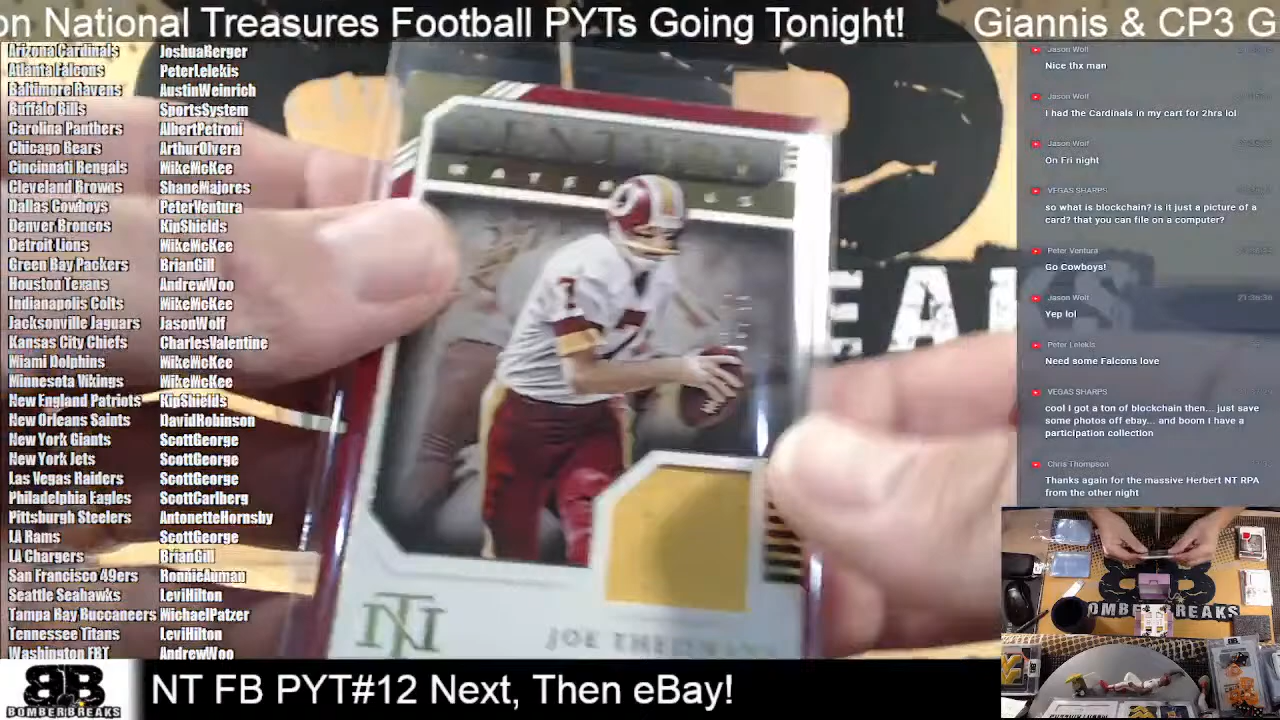 on National Treasures Football PYTs Going Tonight! Giannis & CP3 G
Arizona Cardinals JoshuaBerger
Atlanta Falcons PeterLelekis
Baltimore Ravens AustinWeinrich
Buffalo Bills SportsSystem
Carolina Panthers AlbertPetroni
Chicago Bears ArthurOlvera
Cincinnati Bengals MikeMcKee
Cleveland Browns ShaneMajores
Dallas Cowboys PeterVentura
Denver Broncos KipShields
Detroit Lions MikeMcKee
Green Bay Packers BrianGill
Houston Texans AndrewWoo
Indianapolis Colts MikeMcKee
Jacksonville Jaguars JasonWolf
Kansas City Chiefs CharlesValentine
Miami Dolphins MikeMcKee
Minnesota Vikings MikeMcKee
New England Patriots KipShields
New Orleans Saints DavidRobinson
New York Giants ScottGeorge
New York Jets ScottGeorge
Las Vegas Raiders ScottGeorge
Philadelphia Eagles ScottCarlberg
Pittsburgh Steelers AntonetteHornsby
LA Rams ScottGeorge
LA Chargers BrianGill
San Francisco 49ers RonnieAuman
Seattle Seahawks LeviHilton
Tampa Bay Buccaneers MichaelPatzer
Tennessee Titans LeviHilton
Washington FBT AndrewWoo
CENTURY
MATERIALS
7
7
NT
JOE THEISMANN
Jason Wolf
Nice thx man
Jason Wolf
I had the Cardinals in my cart for 2hrs lol
Jason Wolf
On Fri night
VEGAS SHARPS
so what is blockchain? is it just a picture of a
card? that you can file on a computer?
Peter Ventura
Go Cowboys!
Jason Wolf
Yep lol
Peter Lelekis
Need some Falcons love
VEGAS SHARPS
cool I got a ton of blockchain then... just save
some photos off ebay... and boom I have a
participation collection
Chris Thompson
Thanks again for the massive Herbert NT RPA
from the other night
BOMBERBREAKS
BB
BOMBERBREAKS
NT FB PYT#12 Next, Then eBay!